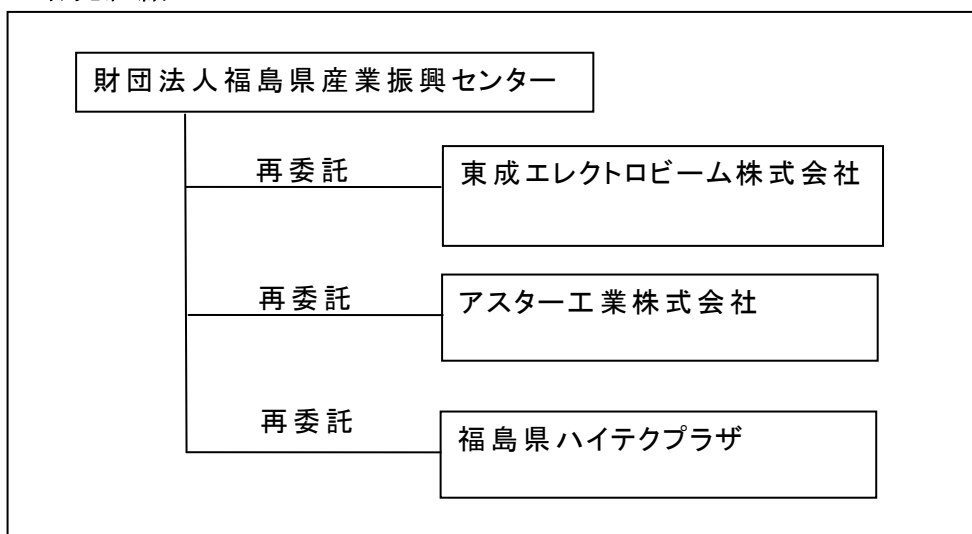 財団法人福島県産業振興センター
再委託
東成エレクトロビーム株式会社
再委託
アスター工業株式会社
再委託
福島県ハイテクプラザ